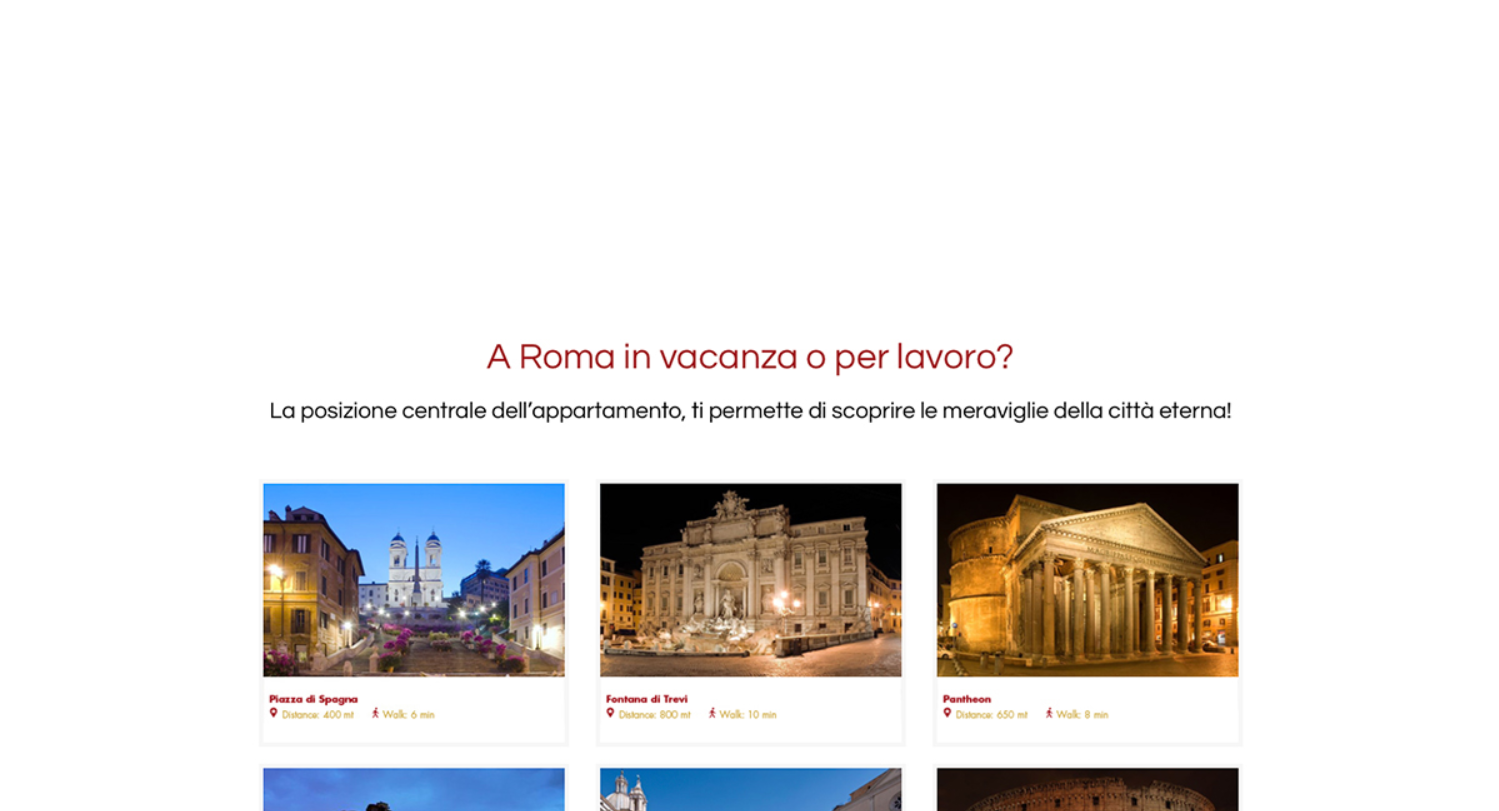 A Roma in vacanza o per lavoro?
La posizione centrale dell’appartamento, ti permette di scoprire le meraviglie della città eterna!
Piazza di Spagna
Distance: 400 mt Walk: 6 min
Fontana di Trevi
Distance: 800 mt Walk: 10 min
Pantheon
Distance: 650 mt Walk: 8 min